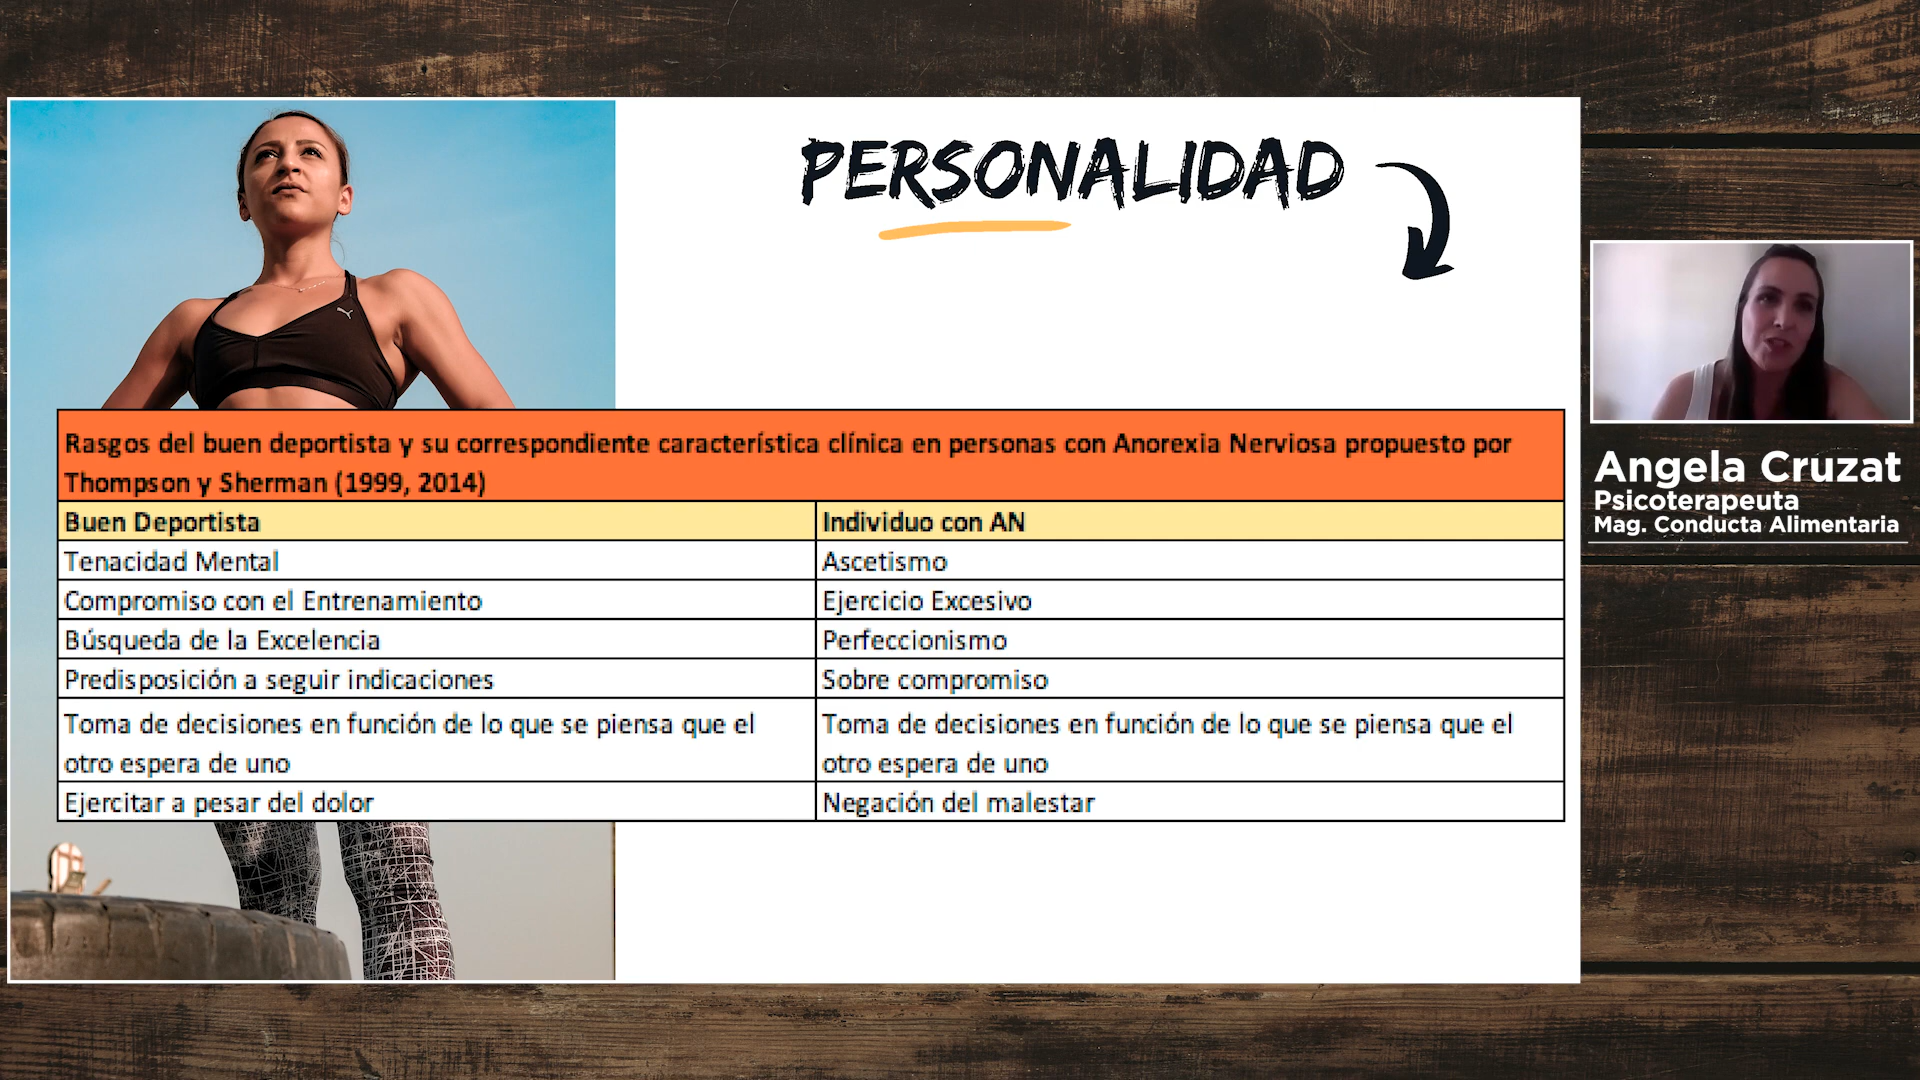 PERSONALIDAD
Rasgos del buen deportista y su correspondiente característica clínica en personas con Anorexia Nerviosa propuesto por
Thompson y Sherman (1999, 2014)
Buen Deportista
Individuo con AN
Tenacidad Mental
Ascetismo
Compromiso con el Entrenamiento
Ejercicio Excesivo
Búsqueda de la Excelencia
Perfeccionismo
Predisposición a seguir indicaciones
Sobre compromiso
Toma de decisiones en función de lo que se piensa que el
otro espera de uno
Toma de decisiones en función de lo que se piensa que el
otro espera de uno
Ejercitar a pesar del dolor
Negación del malestar
Angela Cruzat
Psicoterapeuta
Mag. Conducta Alimentaria